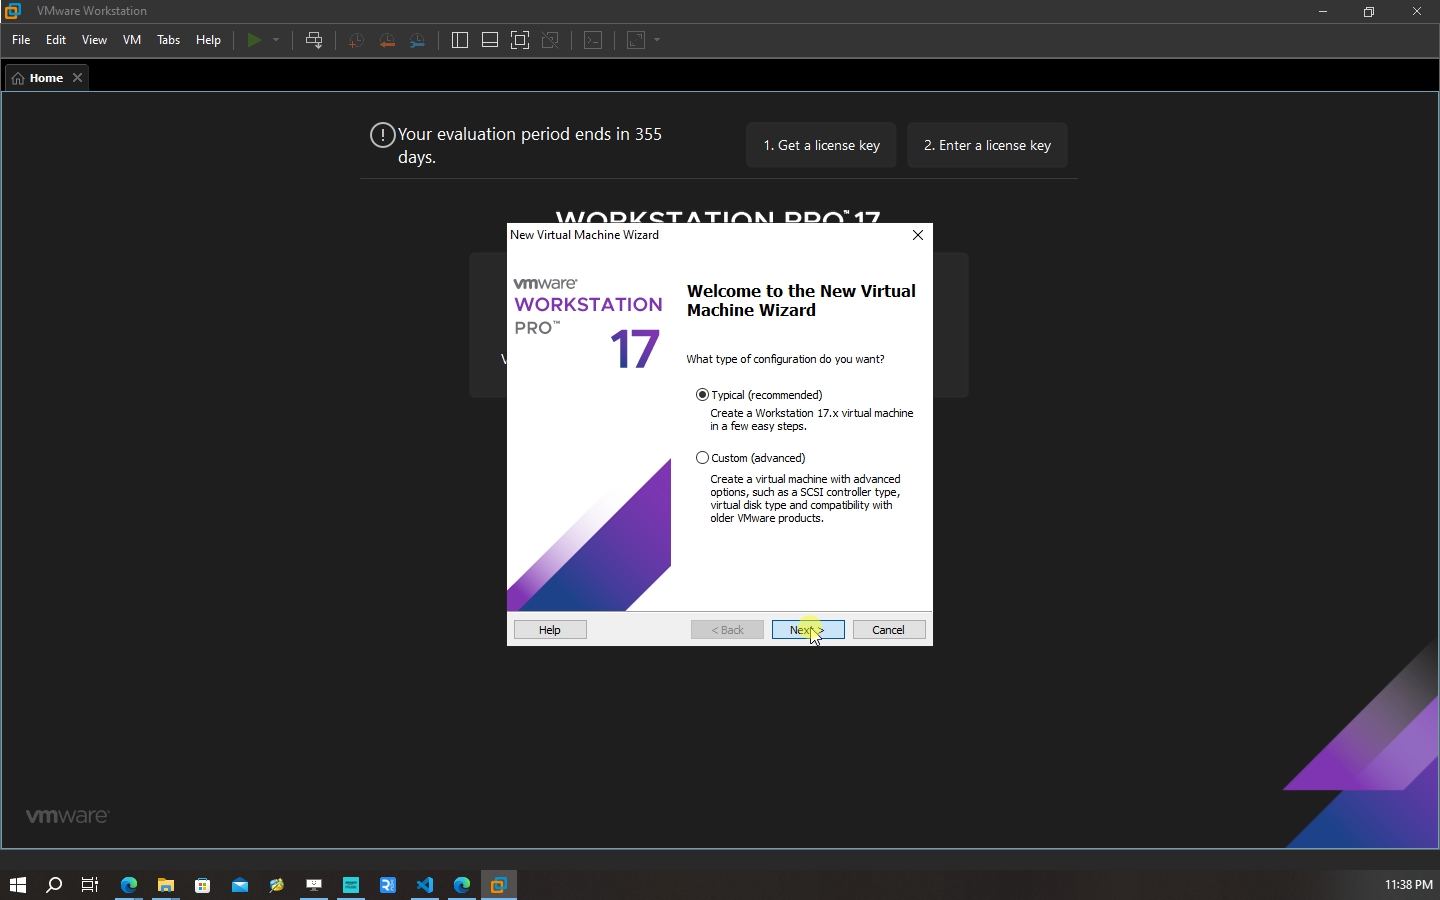 VMware Workstation
File Edit View VM Tabs Help
Home
Your evaluation period ends in 355
days.
1. Get a license key
2. Enter a license key
WORKSTATION PRO™ 17
New Virtual Machine Wizard
vmware®
WORKSTATION
PRO™
17
Welcome to the New Virtual
Machine Wizard
What type of configuration do you want?
Typical (recommended)
Create a Workstation 17.x virtual machine
in a few easy steps.
Custom (advanced)
Create a virtual machine with advanced
options, such as a SCSI controller type,
virtual disk type and compatibility with
older VMware products.
Help
< Back
Next >
Cancel
vmware®
11:38 PM